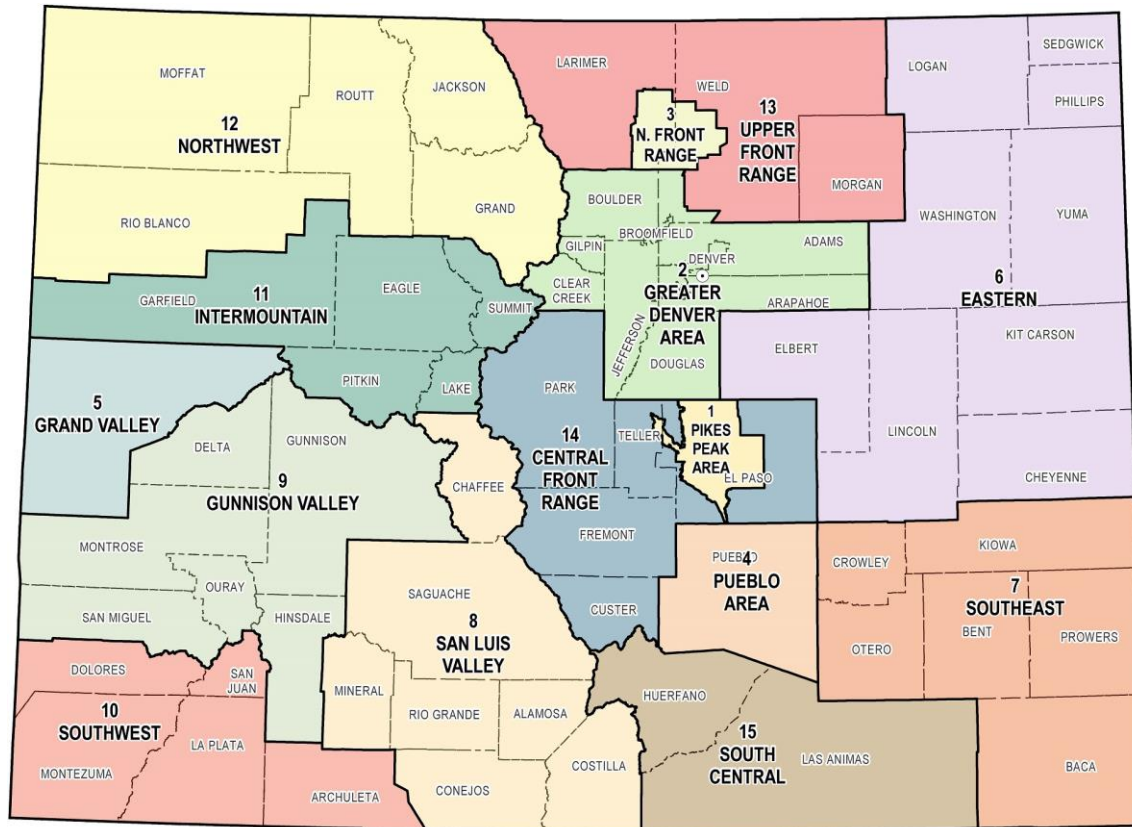 MOFFAT
ROUTT
JACKSON
12
NORTHWEST
RIO BLANCO
GRAND
LARIMER
WELD
3
N. FRONT
RANGE
13
UPPER
FRONT
RANGE
MORGAN
LOGAN
SEDGWICK
PHILLIPS
WASHINGTON
YUMA
6
EASTERN
ELBERT
KIT CARSON
LINCOLN
CHEYENNE
BOULDER
BROOMFIELD
GILPIN
ADAMS
DENVER
CLEAR
CREEK
2
GREATER
DENVER
AREA
ARAPAHOE
JEFFERSON
DOUGLAS
11
INTERMOUNTAIN
GARFIELD
EAGLE
SUMMIT
PITKIN
LAKE
5
GRAND VALLEY
DELTA
GUNNISON
9
GUNNISON VALLEY
MONTROSE
OURAY
SAN MIGUEL
HINSDALE
PARK
TELLER
14
CENTRAL
FRONT
RANGE
FREMONT
CUSTER
1
PIKES
PEAK
AREA
EL PASO
CHAFFEE
SAGUACHE
8
SAN LUIS
VALLEY
MINERAL
RIO GRANDE
ALAMOSA
CONEJOS
COSTILLA
PUEBLO
4
PUEBLO
AREA
CROWLEY
KIOWA
7
SOUTHEAST
OTERO
BENT
PROWERS
BACA
DOLORES
SAN
JUAN
10
SOUTHWEST
MONTEZUMA
LA PLATA
ARCHULETA
HUERFANO
15
SOUTH
CENTRAL
LAS ANIMAS